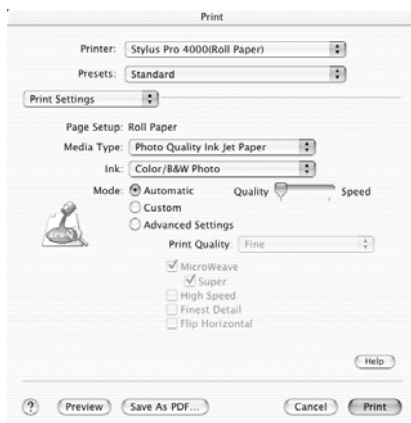 Print
Printer: Stylus Pro 4000(Roll Paper)
Presets: Standard
Print Settings
Page Setup: Roll Paper
Media Type: Photo Quality Ink Jet Paper
Ink: Color/B&W Photo
Mode: Automatic Quality Speed
Custom
Advanced Settings
Print Quality: Fine
MicroWeave
Super
High Speed
Finest Detail
Flip Horizontal
Help
? Preview Save As PDF... Cancel Print